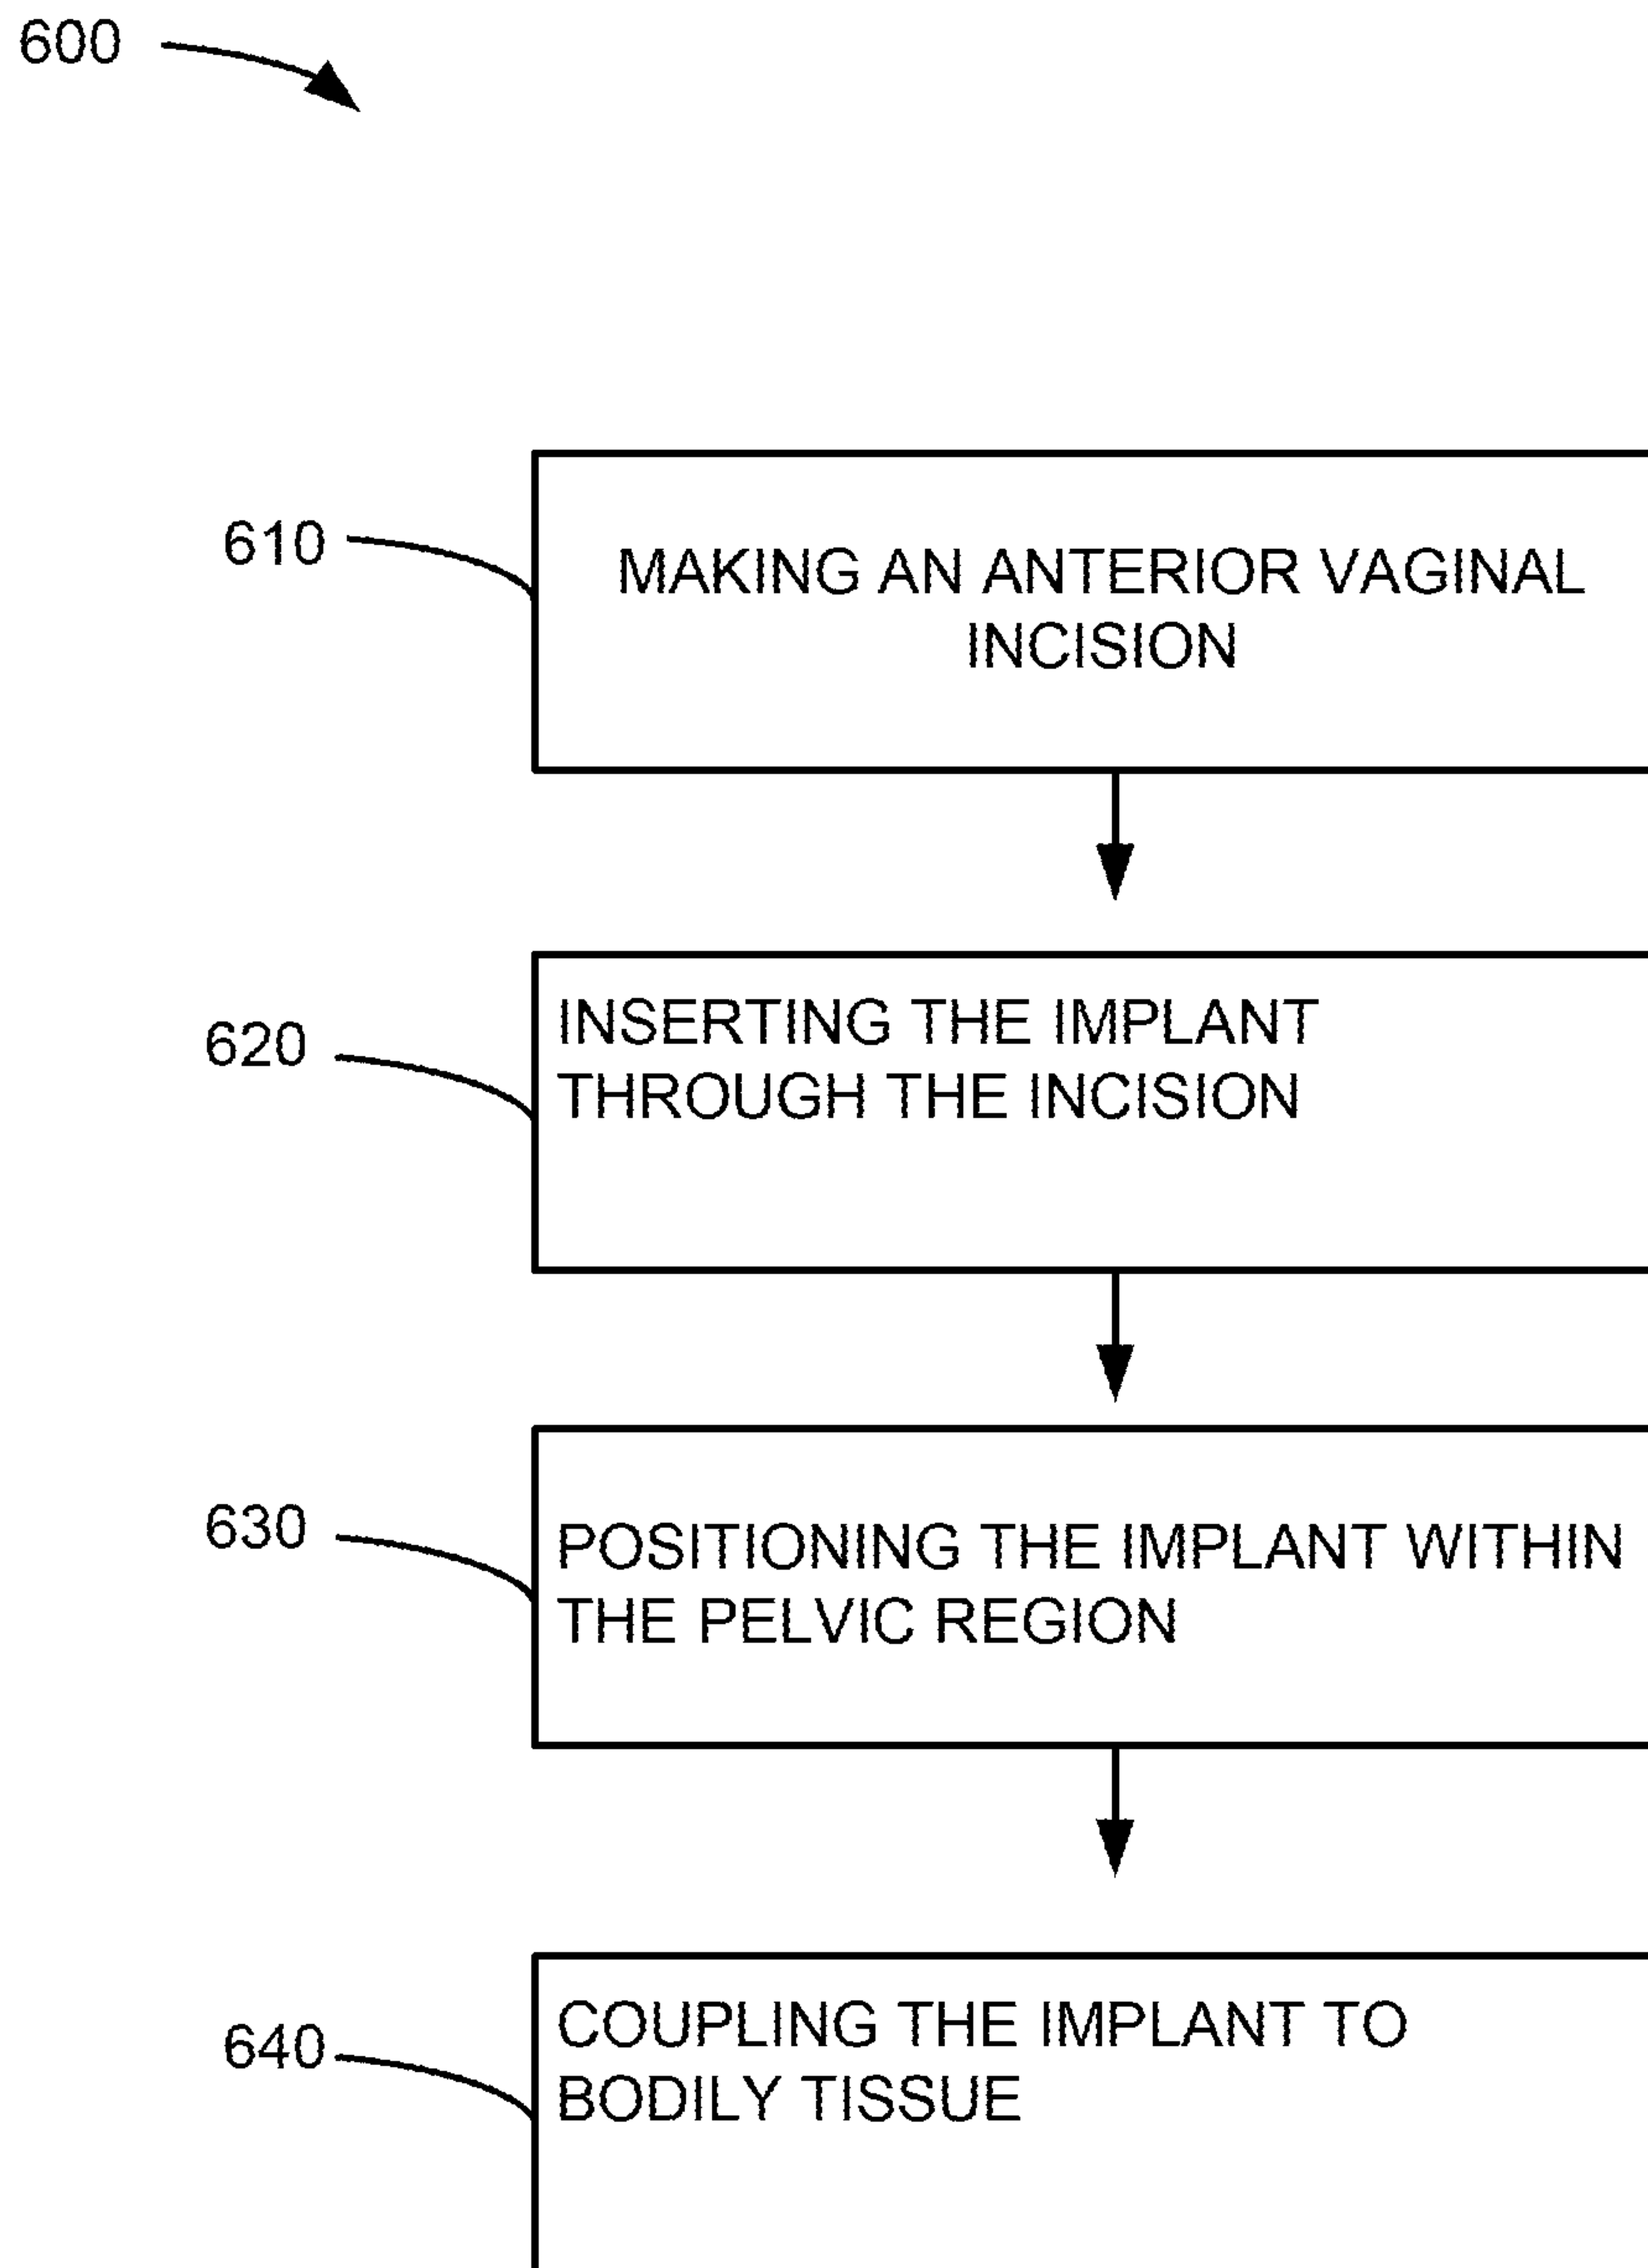 600
610
MAKING AN ANTERIOR VAGINAL
INCISION
620
INSERTING THE IMPLANT
THROUGH THE INCISION
630
POSITIONING THE IMPLANT WITHIN
THE PELVIC REGION
640
COUPLING THE IMPLANT TO
BODILY TISSUE